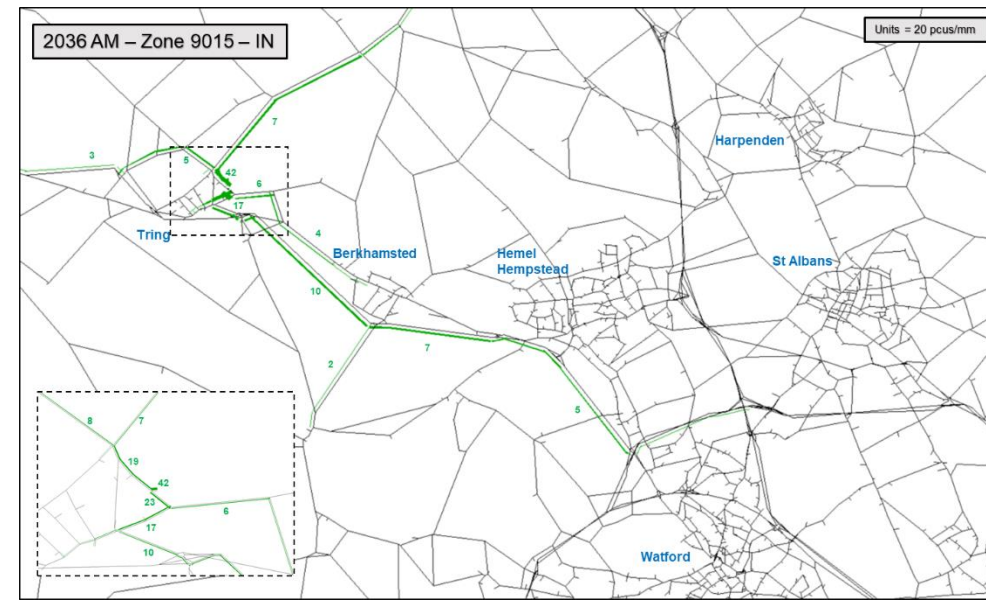 2036 AM – Zone 9015 – IN
Units = 20 pcus/mm
7
3
5
42
6
17
Harpenden
Tring
4
Berkhamsted
Hemel
Hempstead
St Albans
10
7
2
5
8
7
19
42
23
6
17
10
Watford